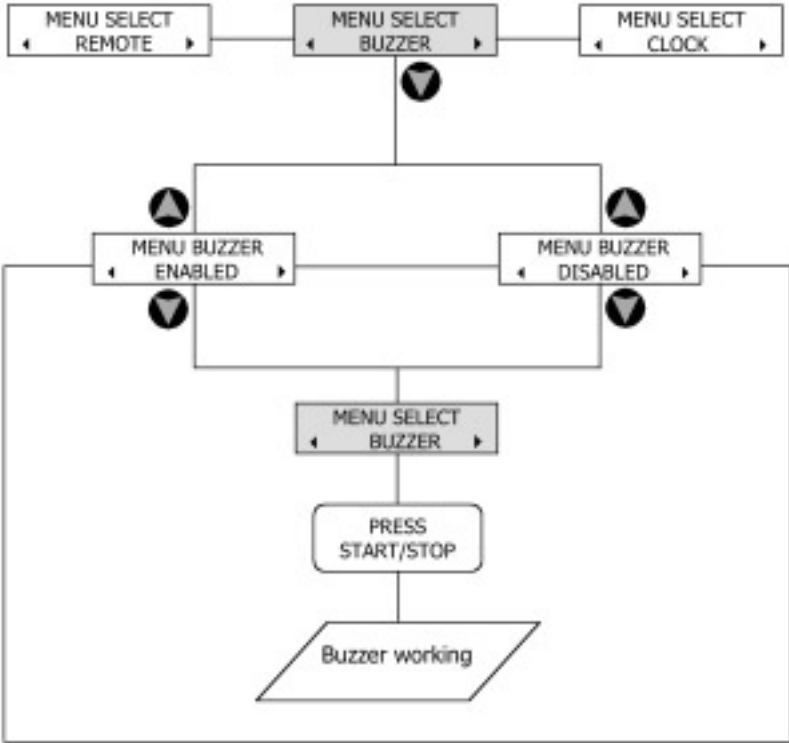 MENU SELECT
REMOTE
MENU SELECT
BUZZER
MENU SELECT
CLOCK
MENU BUZZER
ENABLED
MENU BUZZER
DISABLED
MENU SELECT
BUZZER
PRESS
START/STOP
Buzzer working